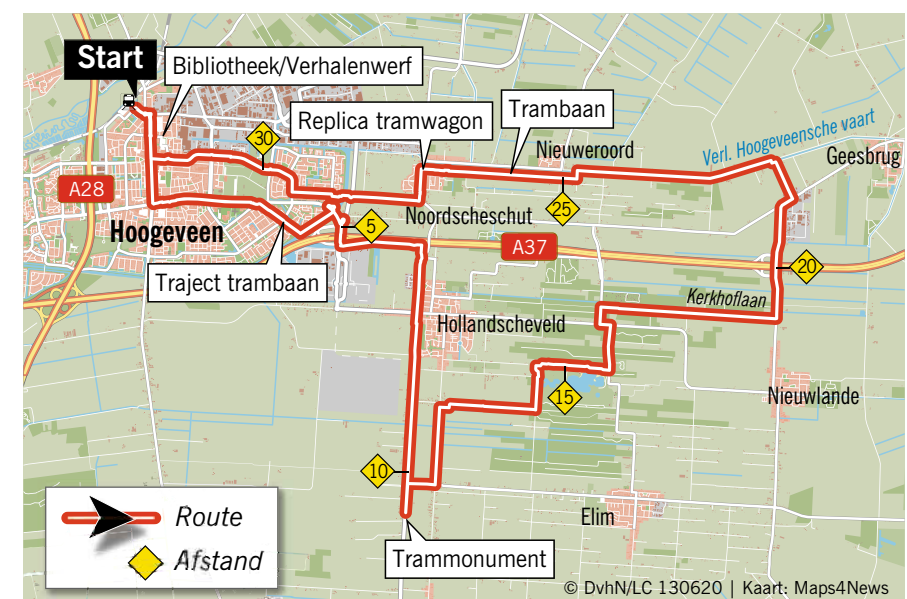 Start
Bibliotheek/Verhalenwerf
Replica tramwagon
Trambaan
30
Nieuweroord
Verl. Hoogeveensche vaart
Geesbrug
A28
25
Noordscheschut
5
Hoogeveen
A37
20
Traject trambaan
Kerkhoflaan
Hollandscheveld
15
Nieuwlande
10
Elim
Route
Afstand
Trammonument
© DvhN/LC 130620 | Kaart: Maps4News